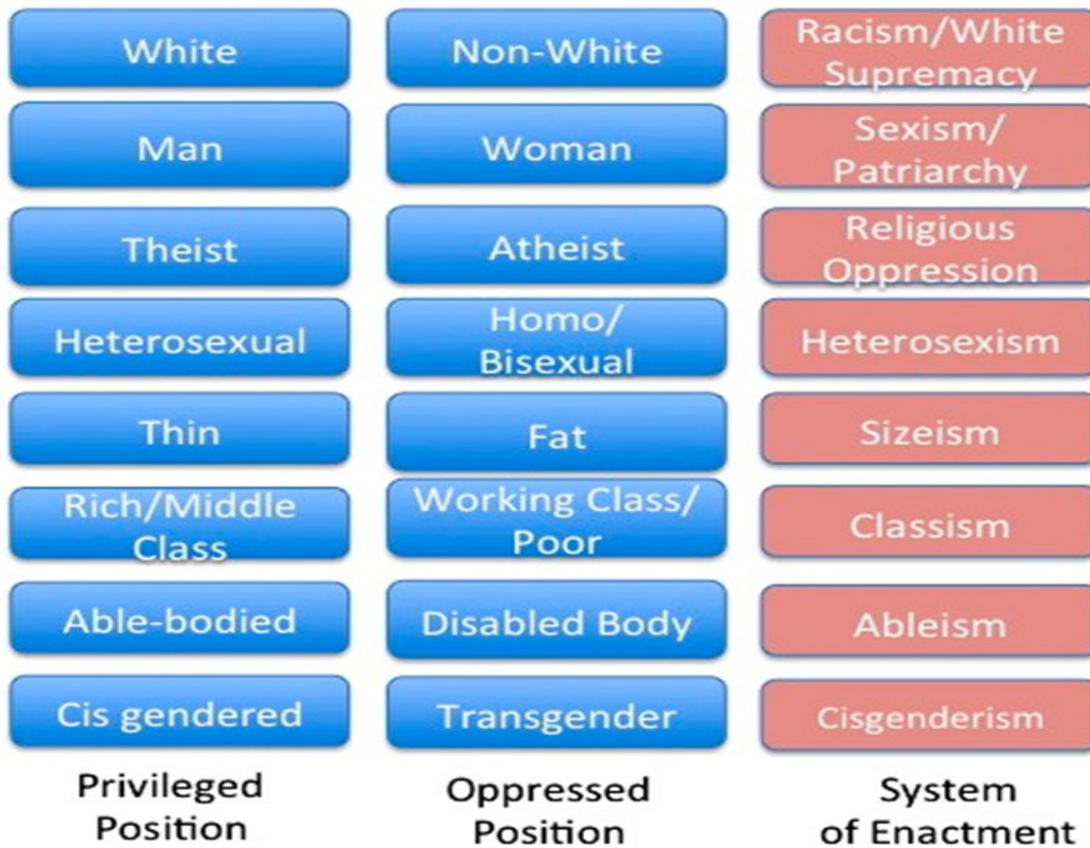 White
Non-White
Racism/White
Supremacy
Man
Woman
Sexism/
Patriarchy
Theist
Atheist
Religious
Oppression
Heterosexual
Homo/
Bisexual
Heterosexism
Thin
Fat
Sizeism
Rich/Middle
Class
Working Class/
Poor
Classism
Able-bodied
Disabled Body
Ableism
Cis gendered
Transgender
Cisgenderism
Privileged
Position
Oppressed
Position
System
of Enactment